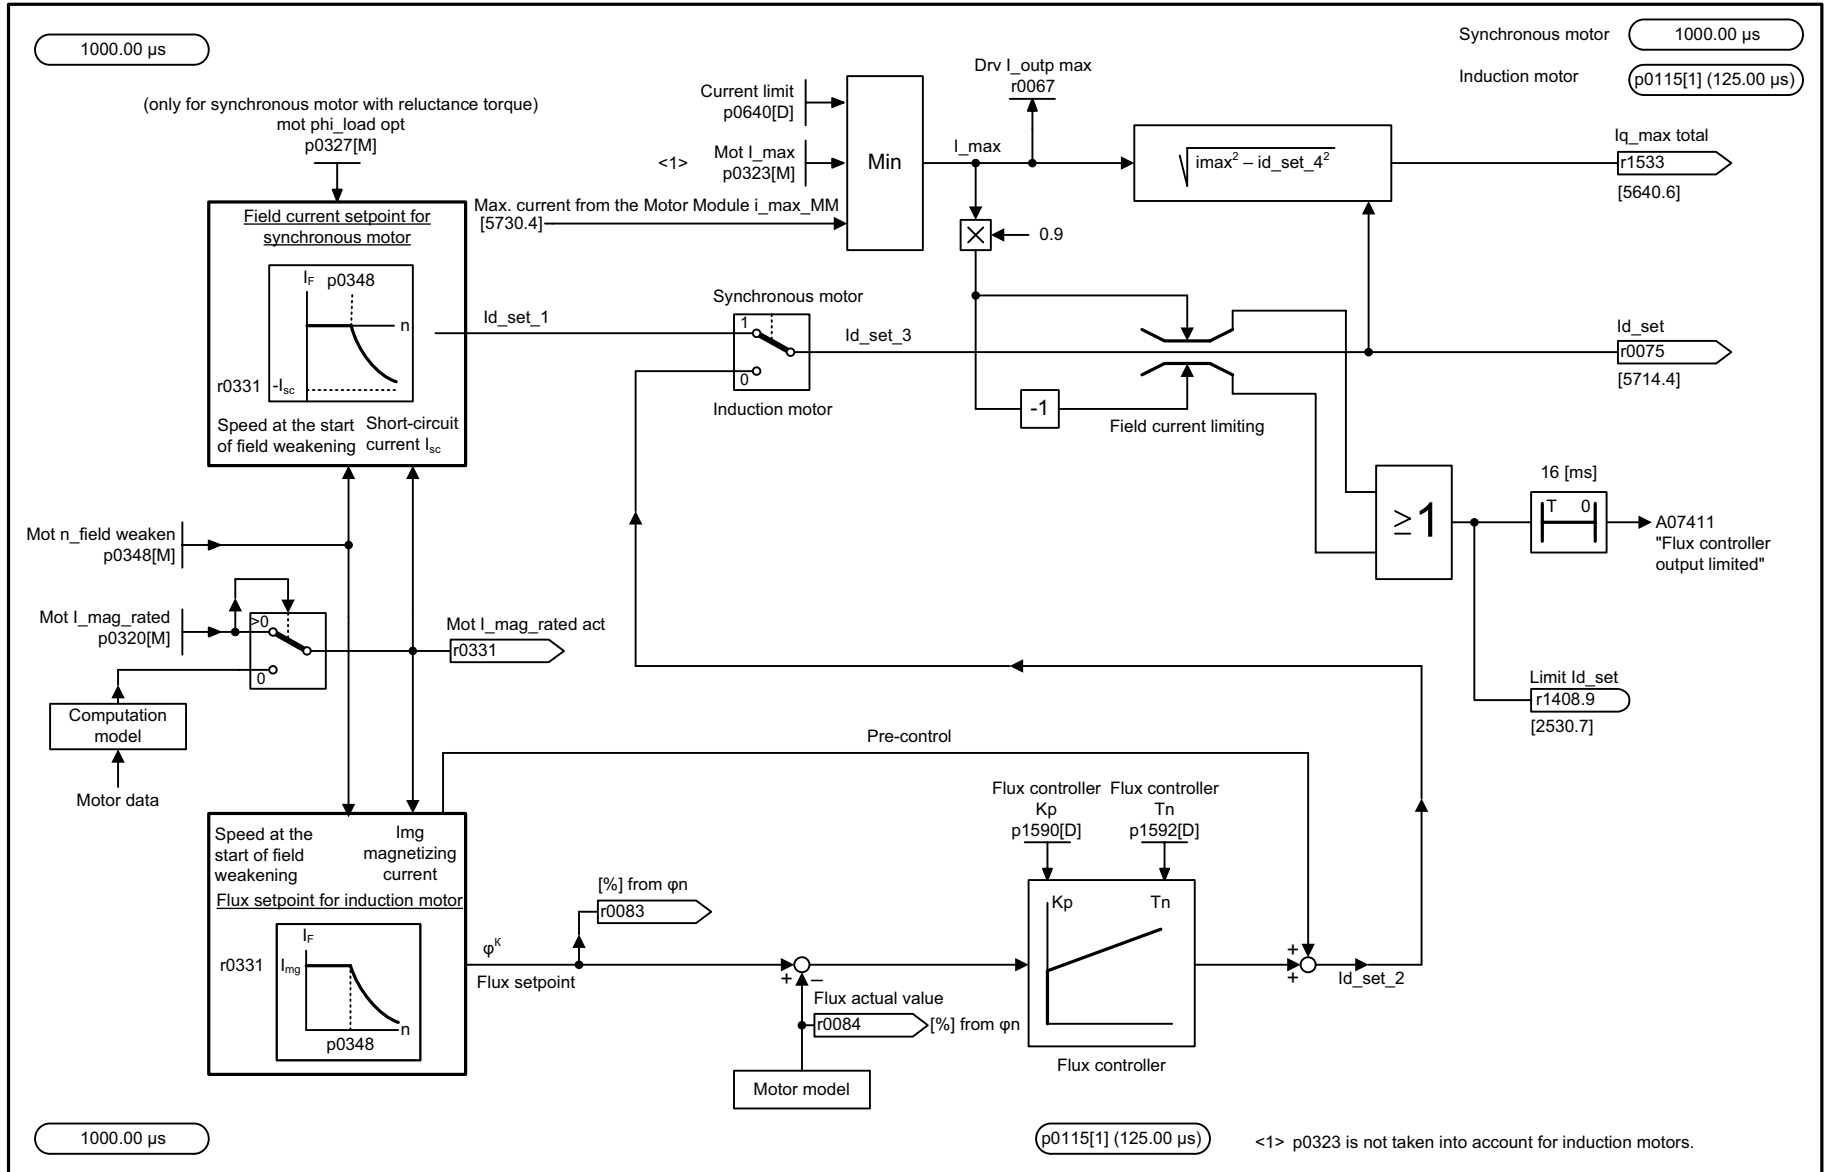 1000.00 µs
Synchronous motor
1000.00 µs
Induction motor
p0115[1] (125.00 µs)
(only for synchronous motor with reluctance torque)
mot phi_load opt
p0327[M]
Current limit
p0640[D]
<1>
Mot I_max
p0323[M]
Max. current from the Motor Module i_max_MM
[5730.4]
Min
Drv I_outp max
r0067
I_max
√imax² – id_set_4²
Iq_max total
r1533
[5640.6]
0.9
Field current setpoint for
synchronous motor
I_F p0348
n
r0331
-I_sc
Speed at the start
of field weakening
Short-circuit
current I_sc
Id_set_1
Synchronous motor
1
0
Induction motor
Id_set_3
-1
Field current limiting
Id_set
r0075
[5714.4]
≥1
16 [ms]
T 0
A07411
"Flux controller
output limited"
Limit Id_set
r1408.9
[2530.7]
Mot n_field weaken
p0348[M]
Mot I_mag_rated
p0320[M]
>0
0
Mot I_mag_rated act
r0331
Computation
model
Motor data
Pre-control
Speed at the
start of field
weakening
Img
magnetizing
current
Flux setpoint for induction motor
I_F
r0331
I_mg
n
p0348
φᴷ
Flux setpoint
[%] from φn
r0083
+
–
Flux actual value
r0084
[%] from φn
Motor model
Flux controller
Kp
p1590[D]
Flux controller
Tn
p1592[D]
Kp
Tn
Flux controller
+
+
Id_set_2
1000.00 µs
p0115[1] (125.00 µs)
<1> p0323 is not taken into account for induction motors.